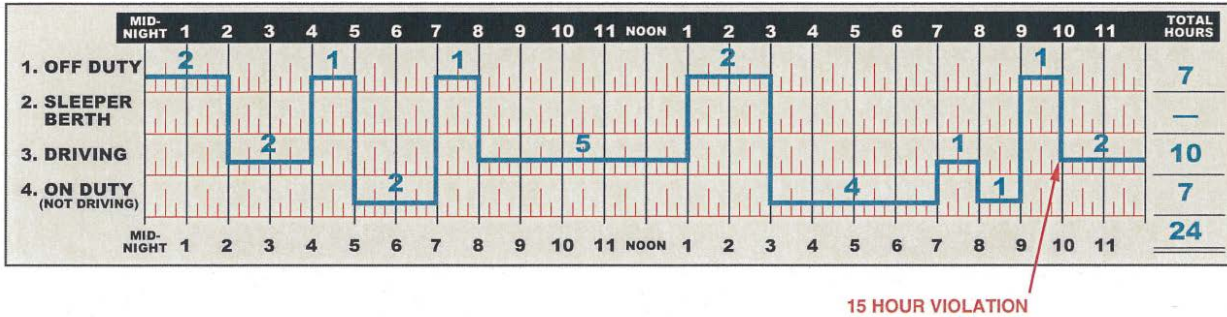 MID-NIGHT 1 2 3 4 5 6 7 8 9 10 11 NOON 1 2 3 4 5 6 7 8 9 10 11 TOTAL HOURS
1. OFF DUTY 2 1 1 2 1 7
2. SLEEPER BERTH —
3. DRIVING 2 5 1 2 10
4. ON DUTY (NOT DRIVING) 2 4 1 7
MID-NIGHT 1 2 3 4 5 6 7 8 9 10 11 NOON 1 2 3 4 5 6 7 8 9 10 11 24
15 HOUR VIOLATION